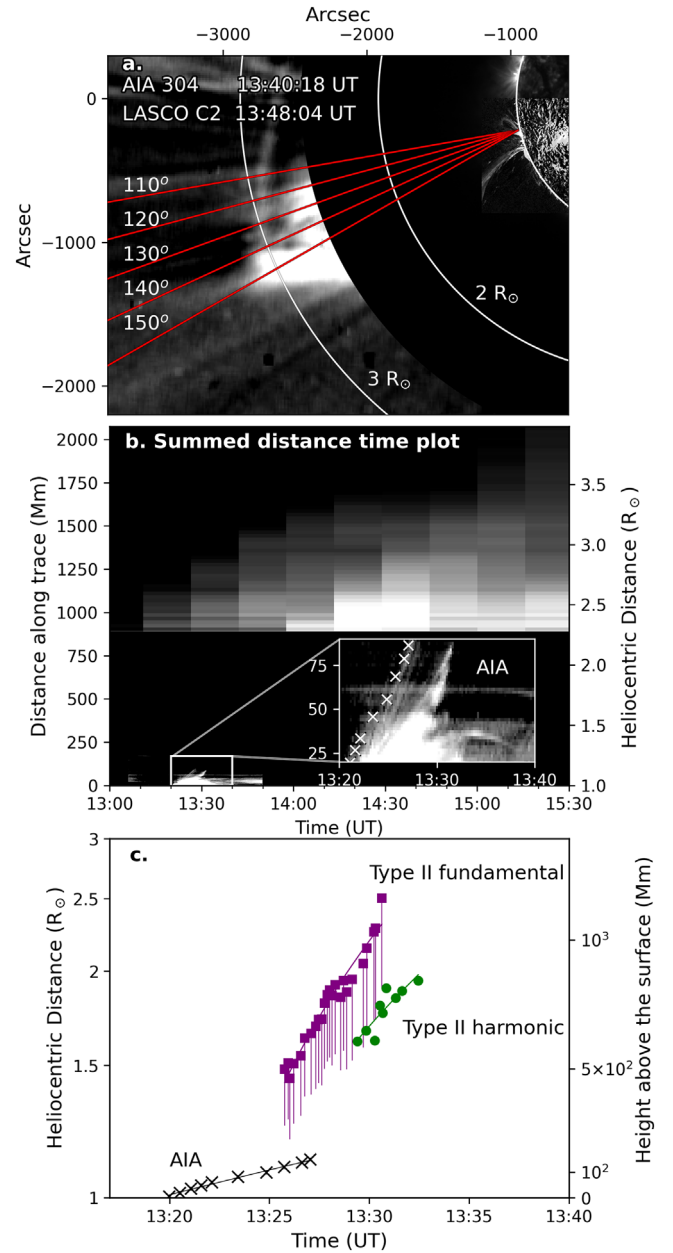 Arcsec
−3000 −2000 −1000
a.
AIA 304 13:40:18 UT
LASCO C2 13:48:04 UT
0
−1000
−2000
Arcsec
110°
120°
130°
140°
150°
2 R☉
3 R☉
b. Summed distance time plot
2000
1750
1500
1250
1000
750
500
250
0
Distance along trace (Mm)
3.5
3.0
2.5
2.0
1.5
1.0
Heliocentric Distance (R☉)
AIA
75
50
25
13:20 13:30 13:40
13:00 13:30 14:00 14:30 15:00 15:30
Time (UT)
c.
3
2.5
2
1.5
1
Heliocentric Distance (R☉)
Type II fundamental
Type II harmonic
AIA
10³
5×10²
10²
0
Height above the surface (Mm)
13:20 13:25 13:30 13:35 13:40
Time (UT)